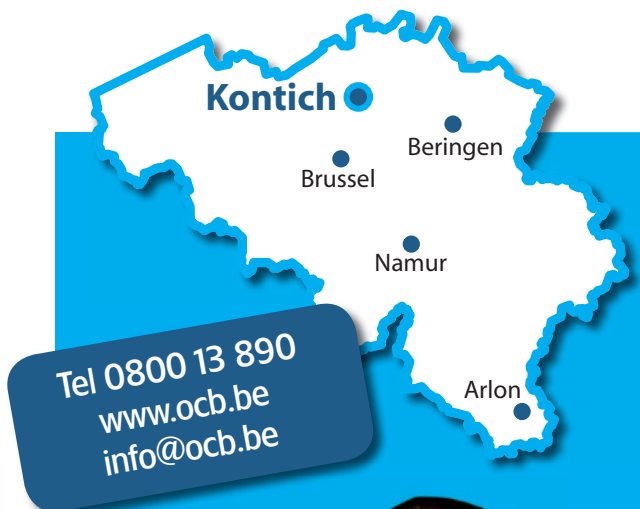 Kontich
Beringen
Brussel
Namur
Arlon
Tel 0800 13 890
www.ocb.be
info@ocb.be